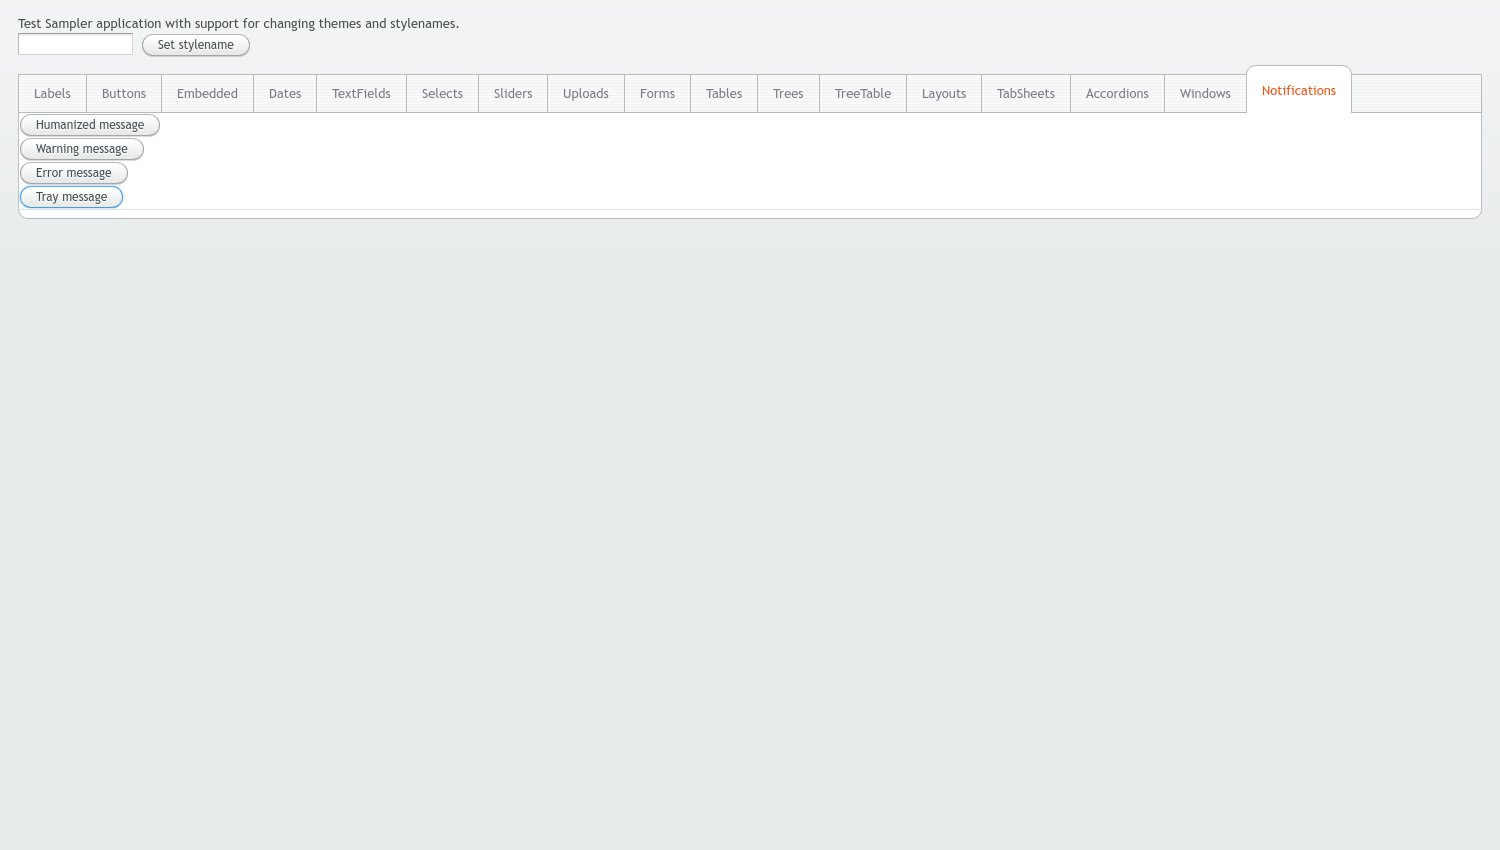 Test Sampler application with support for changing themes and stylenames.
Set stylename
Labels Buttons Embedded Dates TextFields Selects Sliders Uploads Forms Tables Trees TreeTable Layouts TabSheets Accordions Windows Notifications
Humanized message
Warning message
Error message
Tray message